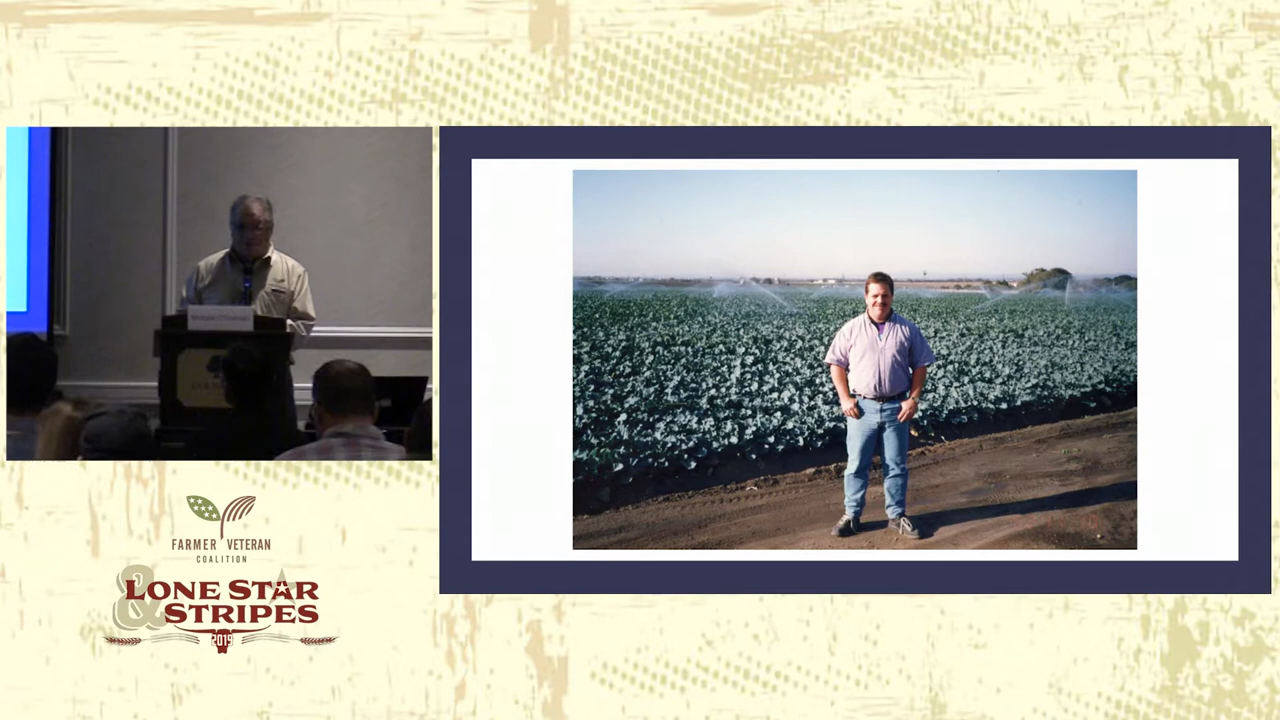 FARMER VETERAN
COALITION
LONE STAR
& STRIPES
2019